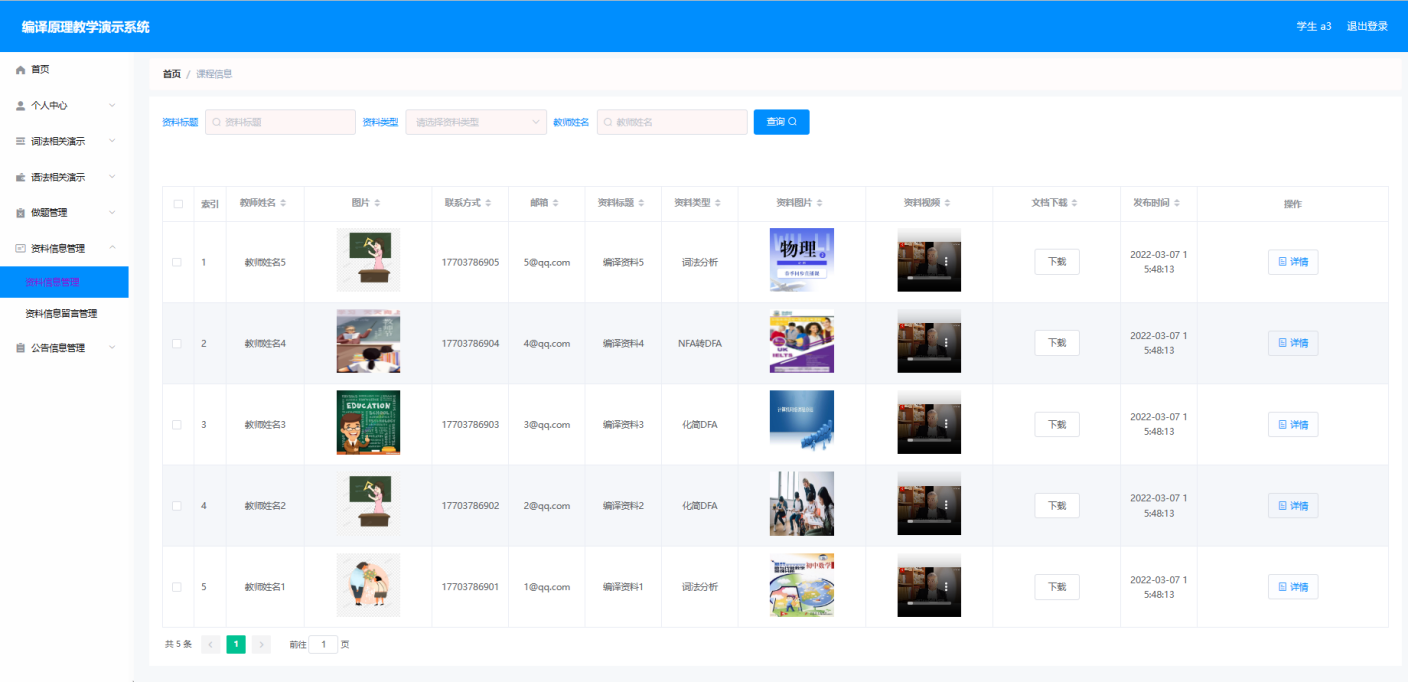 编译原理教学演示系统
学生 a3 退出登录
首页
个人中心
词法相关演示
语法相关演示
做题管理
资料信息管理
资料信息管理
资料信息留言管理
公告信息管理
首页 / 课程信息
资料标题 资料标题 资料类型 请选择资料类型 教师姓名 教师姓名 查询
索引 教师姓名 图片 联系方式 邮箱 资料标题 资料类型 资料图片 资料视频 文档下载 发布时间 操作
1 教师姓名5 17703786905 5@qq.com 编译资料5 词法分析 物理 下载 2022-03-07 1
5:48:13 详情
2 教师姓名4 17703786904 4@qq.com 编译资料4 NFA转DFA UK
IELTS 下载 2022-03-07 1
5:48:13 详情
3 教师姓名3 EDUCATION 17703786903 3@qq.com 编译资料3 化简DFA 下载 2022-03-07 1
5:48:13 详情
4 教师姓名2 17703786902 2@qq.com 编译资料2 化简DFA 下载 2022-03-07 1
5:48:13 详情
5 教师姓名1 17703786901 1@qq.com 编译资料1 词法分析 初中数学 下载 2022-03-07 1
5:48:13 详情
共 5 条 1 前往 1 页